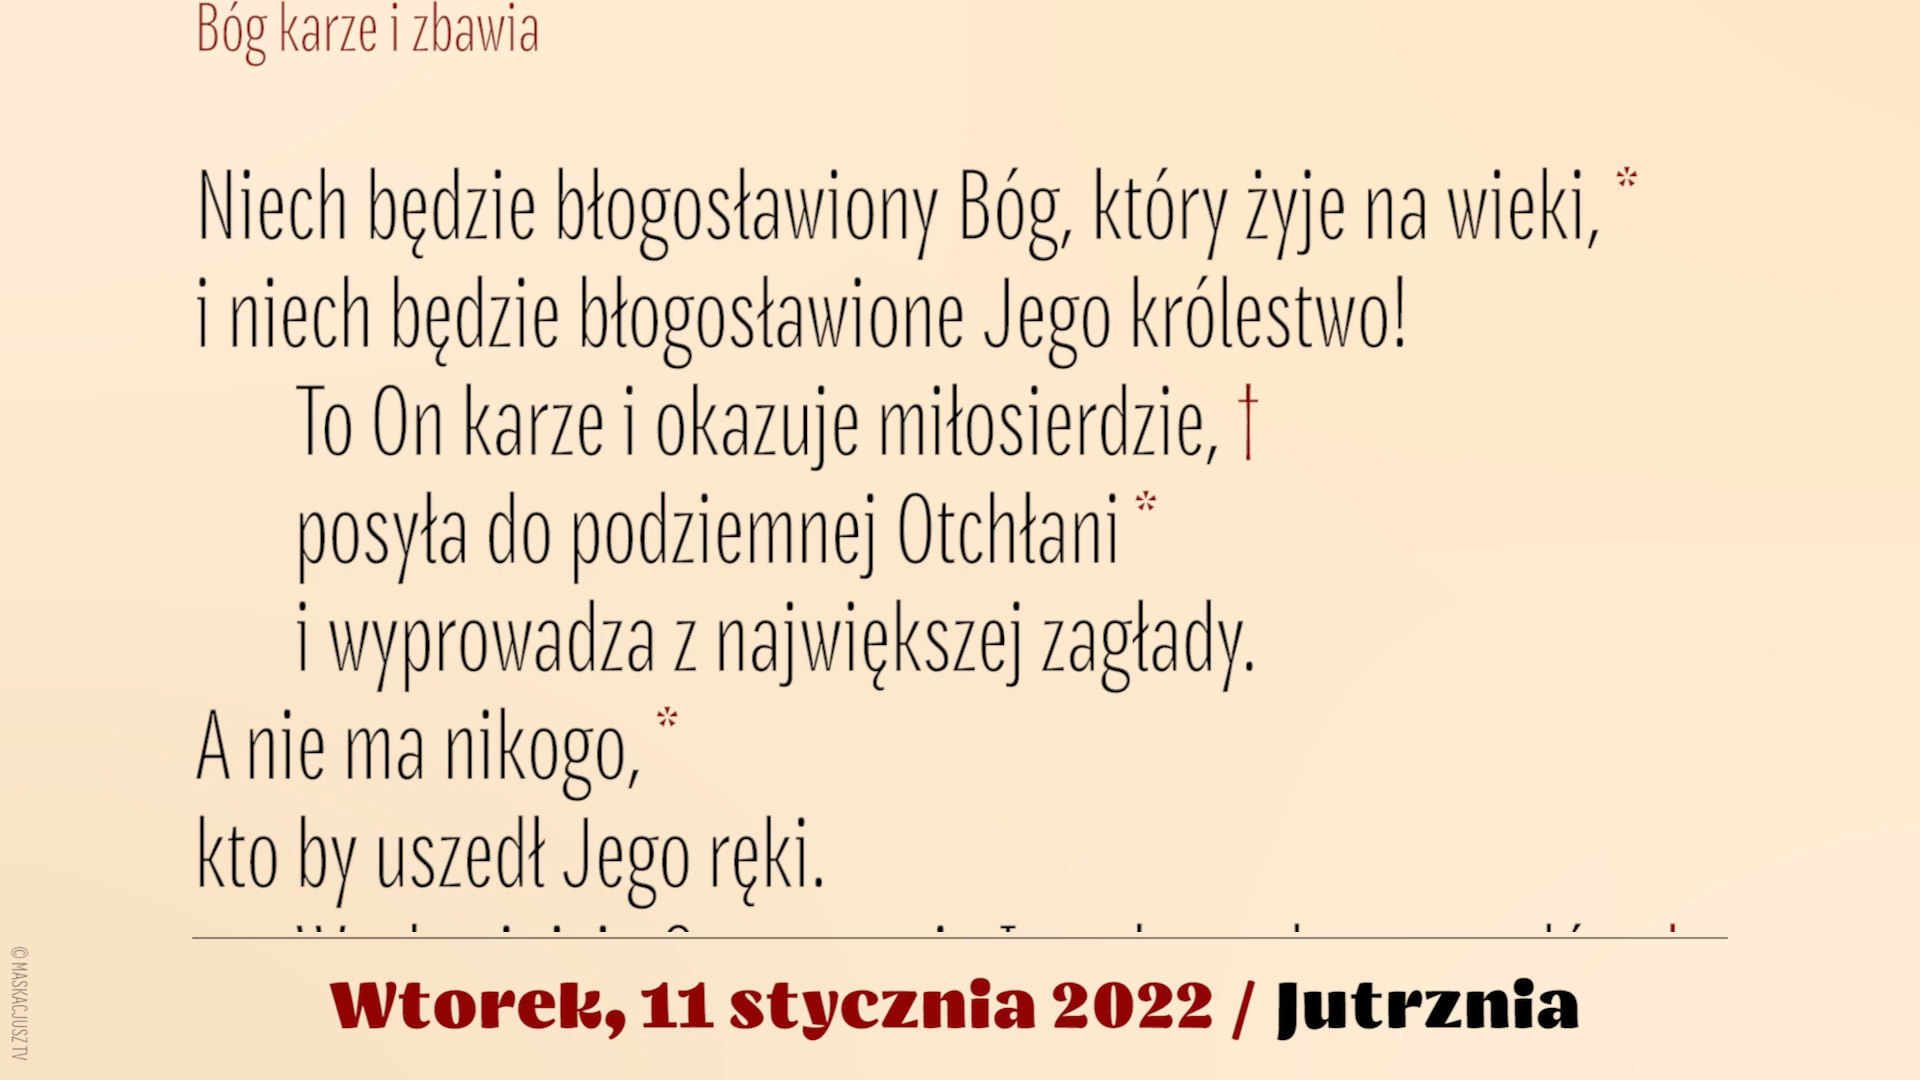 Bóg karze i zbawia
Niech będzie błogosławiony Bóg, który żyje na wieki, *
i niech będzie błogosławione Jego królestwo!
To On karze i okazuje miłosierdzie, †
posyła do podziemnej Otchłani *
i wyprowadza z największej zagłady.
A nie ma nikogo, *
kto by uszedł Jego ręki.
Wtorek, 11 stycznia 2022 / Jutrznia
© MASKACJUSZ TV